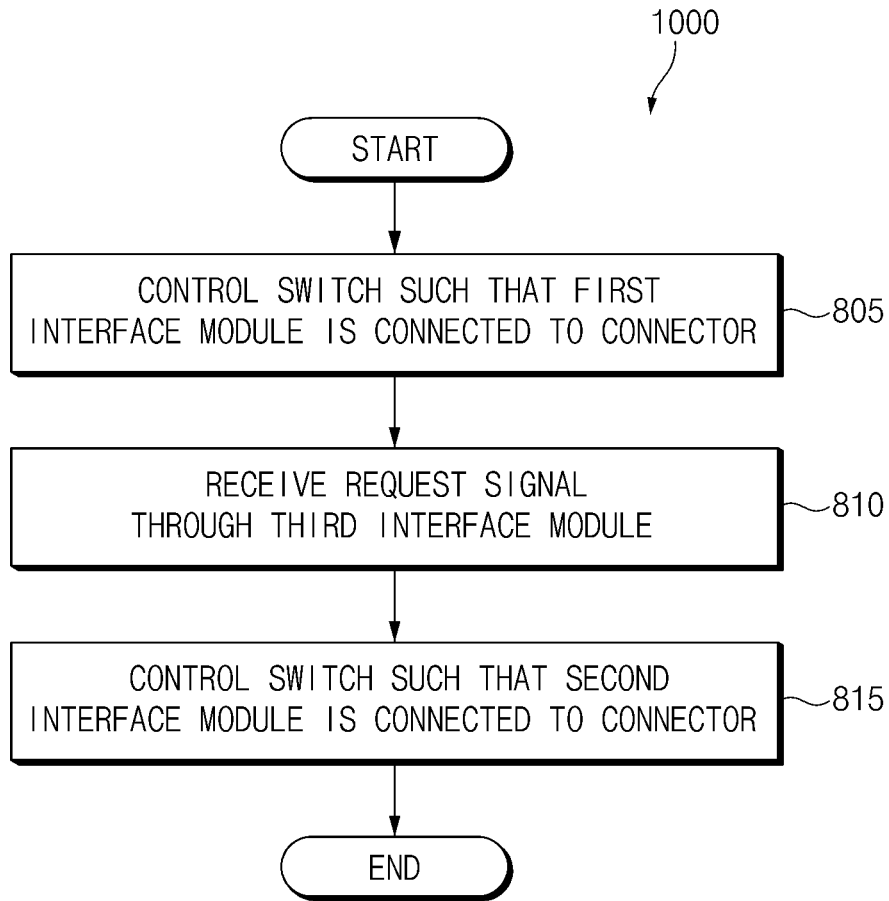 1000
START
CONTROL SWITCH SUCH THAT FIRST
INTERFACE MODULE IS CONNECTED TO CONNECTOR
805
RECEIVE REQUEST SIGNAL
THROUGH THIRD INTERFACE MODULE
810
CONTROL SWITCH SUCH THAT SECOND
INTERFACE MODULE IS CONNECTED TO CONNECTOR
815
END